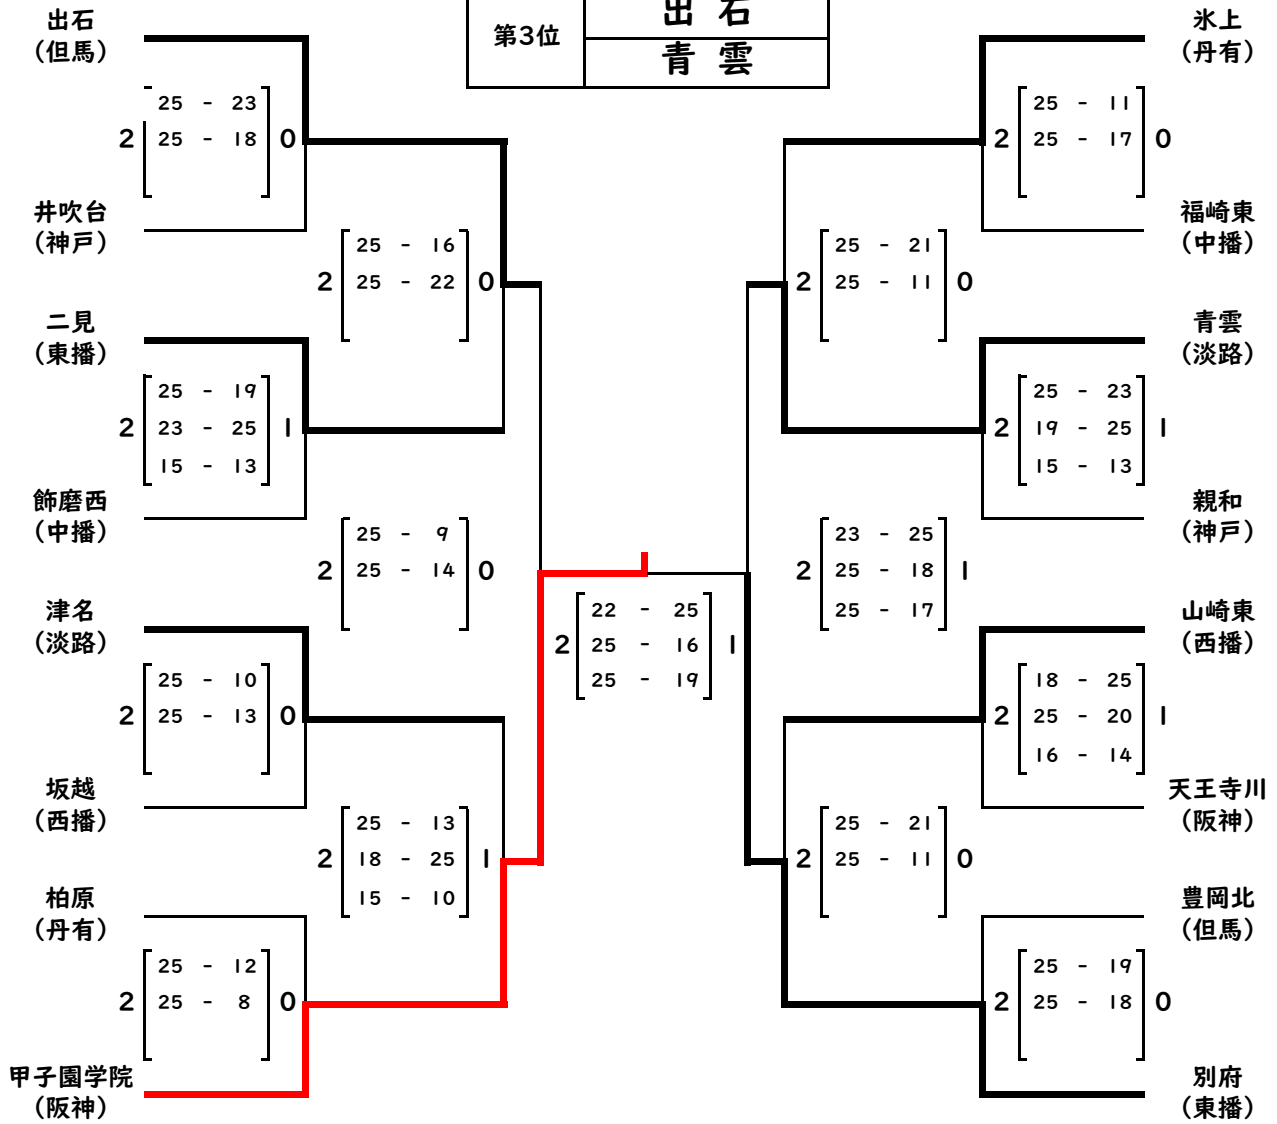 第3位
出 石
青 雲
出石
（但馬）
25 - 23
2 25 - 18 0
井吹台
（神戸）
25 - 16
2 25 - 22 0
二見
（東播）
25 - 19
2 23 - 25 1
15 - 13
飾磨西
（中播）
25 - 9
2 25 - 14 0
津名
（淡路）
25 - 10
2 25 - 13 0
坂越
（西播）
25 - 13
2 18 - 25 1
15 - 10
柏原
（丹有）
25 - 12
2 25 - 8 0
甲子園学院
（阪神）
22 - 25
2 25 - 16 1
25 - 19
氷上
（丹有）
25 - 11
2 25 - 17 0
福崎東
（中播）
25 - 21
2 25 - 11 0
青雲
（淡路）
25 - 23
2 19 - 25 1
15 - 13
親和
（神戸）
23 - 25
2 25 - 18 1
25 - 17
山崎東
（西播）
18 - 25
2 25 - 20 1
16 - 14
天王寺川
（阪神）
25 - 21
2 25 - 11 0
豊岡北
（但馬）
25 - 19
2 25 - 18 0
別府
（東播）